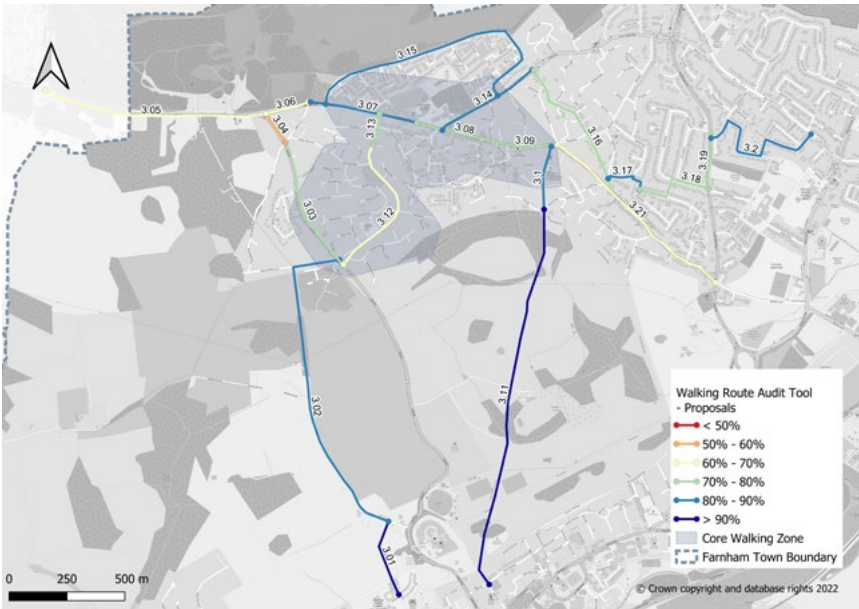 3.15
3.05
3.06
3.07
3.14
3.04
3.13
3.08
3.09
3.16
3.1
3.17
3.19
3.2
3.18
3.03
3.12
3.21
3.02
3.11
3.01
Walking Route Audit Tool
- Proposals
< 50%
50% - 60%
60% - 70%
70% - 80%
80% - 90%
> 90%
Core Walking Zone
Farnham Town Boundary
0 250 500 m
© Crown copyright and database rights 2022